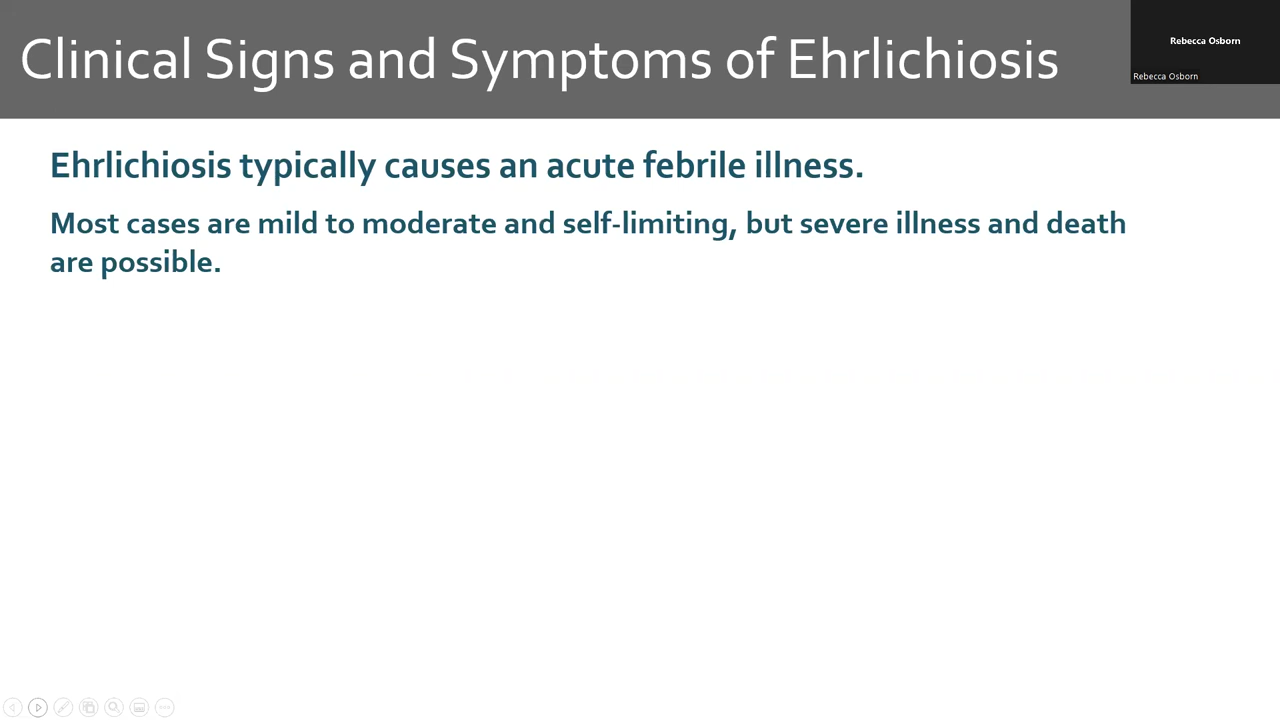 Clinical Signs and Symptoms of Ehrlichiosis
Rebecca Osborn
Rebecca Osborn
Ehrlichiosis typically causes an acute febrile illness.
Most cases are mild to moderate and self-limiting, but severe illness and death
are possible.